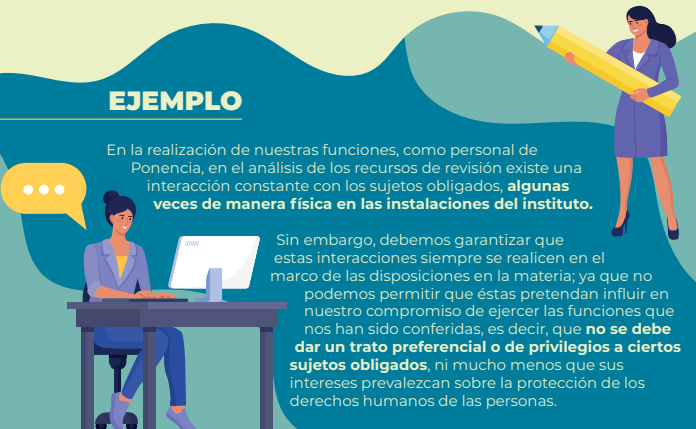 EJEMPLO
En la realización de nuestras funciones, como personal de
Ponencia, en el análisis de los recursos de revisión existe una
interacción constante con los sujetos obligados, algunas
veces de manera física en las instalaciones del instituto.
Sin embargo, debemos garantizar que
estas interacciones siempre se realicen en el
marco de las disposiciones en la materia; ya que no
podemos permitir que éstas pretendan influir en
nuestro compromiso de ejercer las funciones que
nos han sido conferidas, es decir, que no se debe
dar un trato preferencial o de privilegios a ciertos
sujetos obligados, ni mucho menos que sus
intereses prevalezcan sobre la protección de los
derechos humanos de las personas.